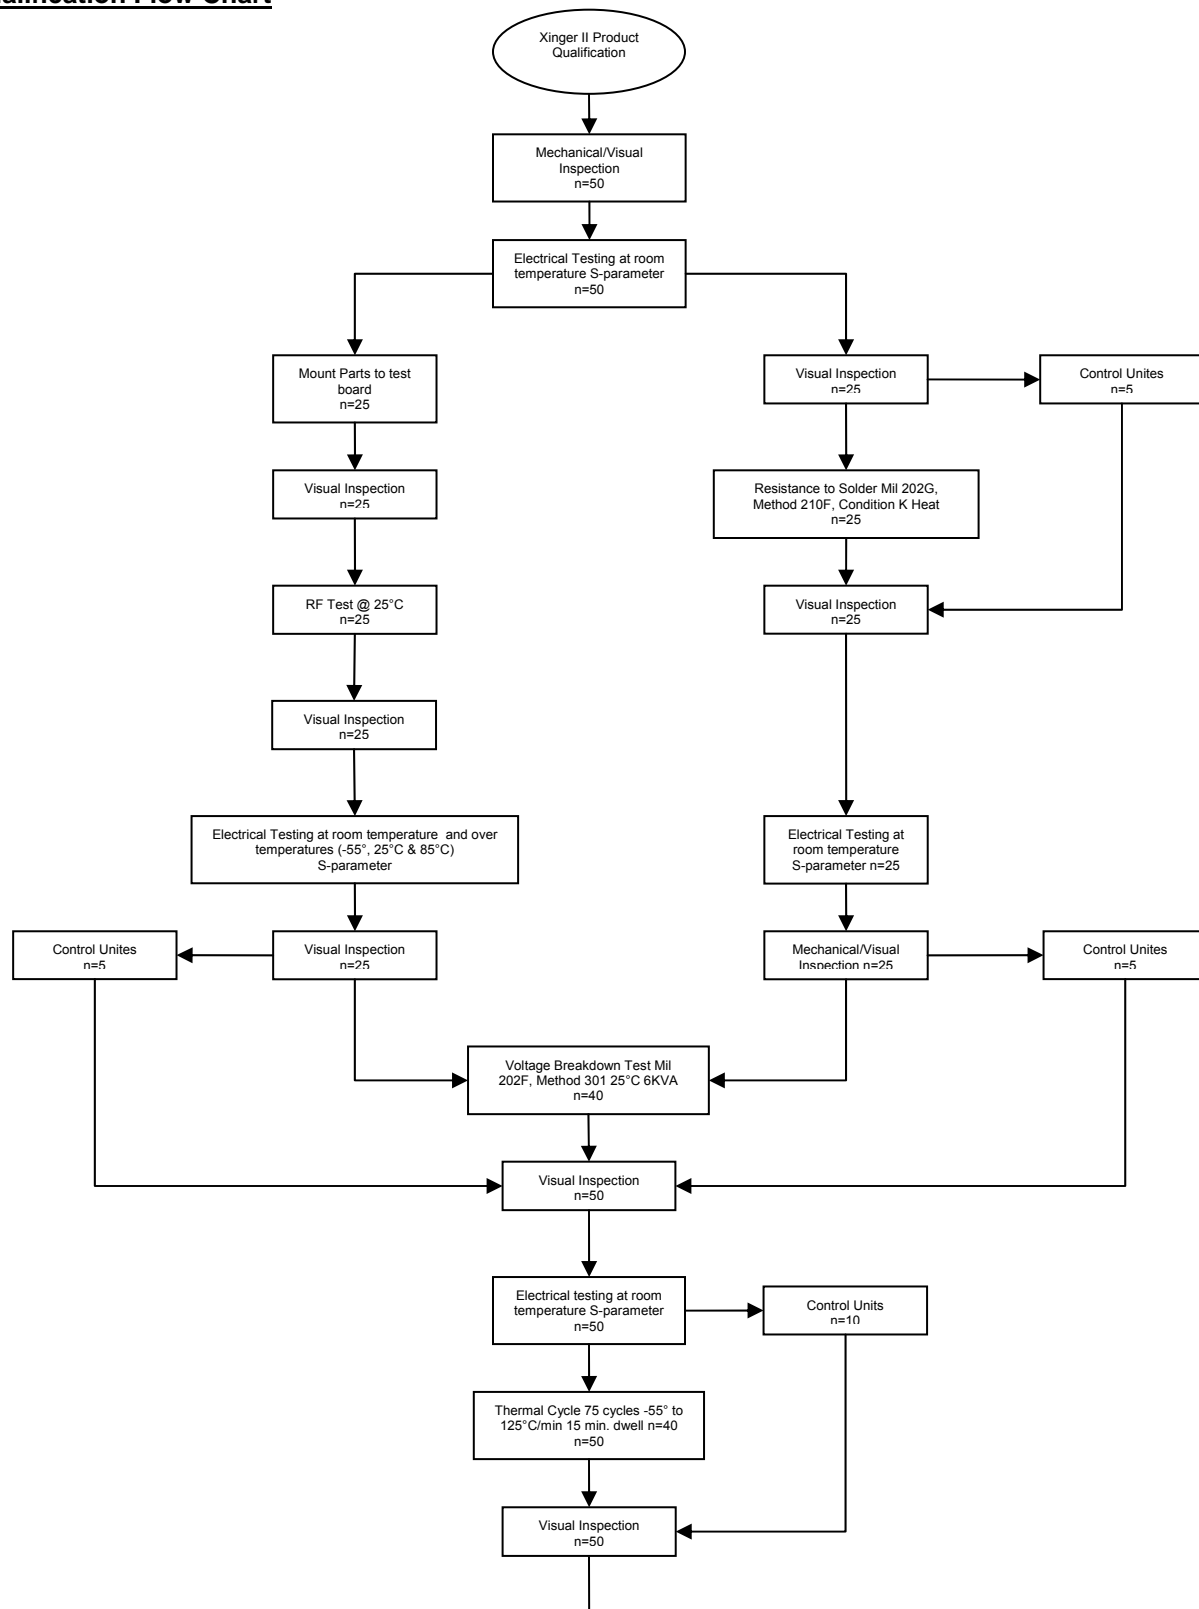 Qualification Flow Chart
Xinger II Product
Qualification
Mechanical/Visual
Inspection
n=50
Electrical Testing at room
temperature S-parameter
n=50
Mount Parts to test
board
n=25
Visual Inspection
n=25
Control Unites
n=5
Visual Inspection
n=25
Resistance to Solder Mil 202G,
Method 210F, Condition K Heat
n=25
RF Test @ 25°C
n=25
Visual Inspection
n=25
Visual Inspection
n=25
Electrical Testing at room temperature and over
temperatures (-55°, 25°C & 85°C)
S-parameter
Electrical Testing at
room temperature
S-parameter n=25
Control Unites
n=5
Visual Inspection
n=25
Mechanical/Visual
Inspection n=25
Control Unites
n=5
Voltage Breakdown Test Mil
202F, Method 301 25°C 6KVA
n=40
Visual Inspection
n=50
Electrical testing at room
temperature S-parameter
n=50
Control Units
n=10
Thermal Cycle 75 cycles -55° to
125°C/min 15 min. dwell n=40
n=50
Visual Inspection
n=50